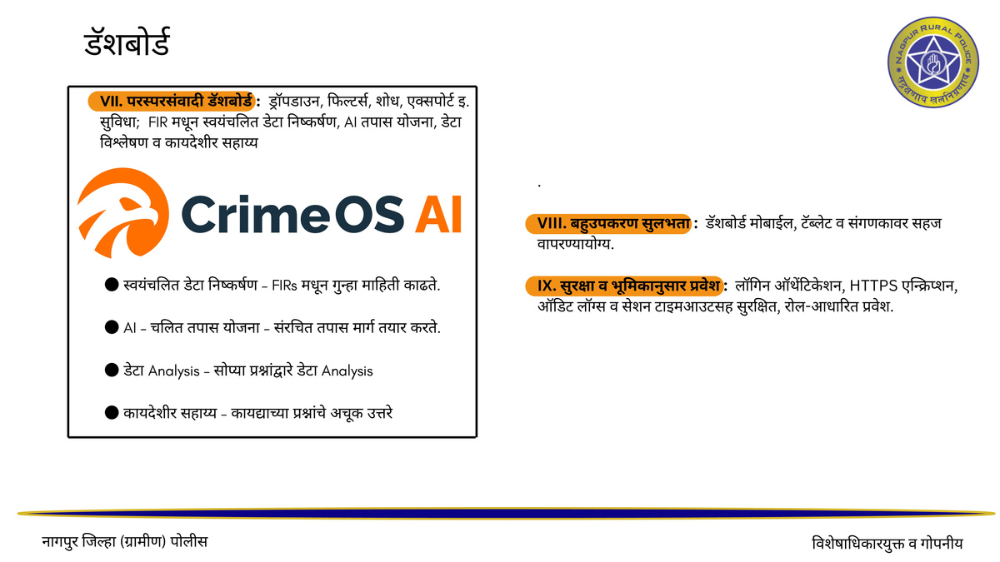 डॅशबोर्ड
NAGPUR RURAL POLICE
सद्रक्षणाय खलनिग्रहणाय
VII. परस्परसंवादी डॅशबोर्ड : ड्रॉपडाउन, फिल्टर्स, शोध, एक्सपोर्ट इ.
सुविधा; FIR मधून स्वयंचलित डेटा निष्कर्षण, AI तपास योजना, डेटा
विश्लेषण व कायदेशीर सहाय्य
CrimeOS AI
● स्वयंचलित डेटा निष्कर्षण – FIRs मधून गुन्हा माहिती काढते.
● AI – चलित तपास योजना – संरचित तपास मार्ग तयार करते.
● डेटा Analysis – सोप्या प्रश्नांद्वारे डेटा Analysis
● कायदेशीर सहाय्य – कायद्याच्या प्रश्नांचे अचूक उत्तरे
.
VIII. बहुउपकरण सुलभता : डॅशबोर्ड मोबाईल, टॅब्लेट व संगणकावर सहज
वापरण्यायोग्य.
IX. सुरक्षा व भूमिकानुसार प्रवेश : लॉगिन ऑथेंटिकेशन, HTTPS एन्क्रिप्शन,
ऑडिट लॉग्स व सेशन टाइमआउटसह सुरक्षित, रोल-आधारित प्रवेश.
नागपुर जिल्हा (ग्रामीण) पोलीस
विशेषाधिकारयुक्त व गोपनीय